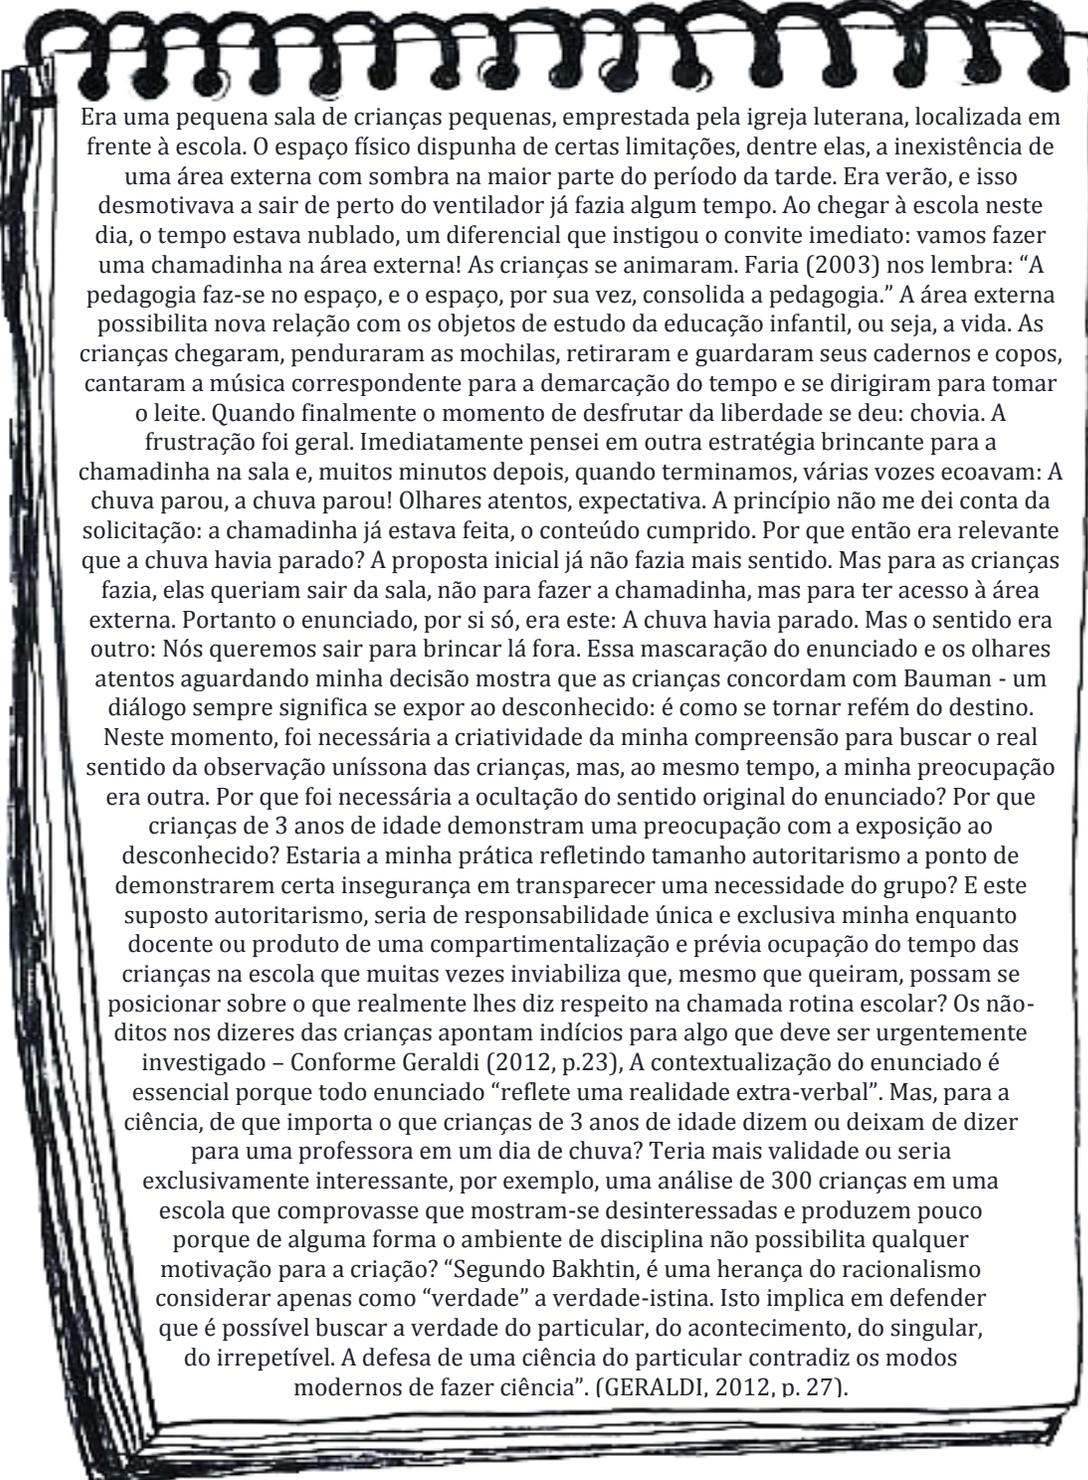 Era uma pequena sala de crianças pequenas, emprestada pela igreja luterana, localizada em
frente à escola. O espaço físico dispunha de certas limitações, dentre elas, a inexistência de
uma área externa com sombra na maior parte do período da tarde. Era verão, e isso
desmotivava a sair de perto do ventilador já fazia algum tempo. Ao chegar à escola neste
dia, o tempo estava nublado, um diferencial que instigou o convite imediato: vamos fazer
uma chamadinha na área externa! As crianças se animaram. Faria (2003) nos lembra: “A
pedagogia faz-se no espaço, e o espaço, por sua vez, consolida a pedagogia.” A área externa
possibilita nova relação com os objetos de estudo da educação infantil, ou seja, a vida. As
crianças chegaram, penduraram as mochilas, retiraram e guardaram seus cadernos e copos,
cantaram a música correspondente para a demarcação do tempo e se dirigiram para tomar
o leite. Quando finalmente o momento de desfrutar da liberdade se deu: chovia. A
frustração foi geral. Imediatamente pensei em outra estratégia brincante para a
chamadinha na sala e, muitos minutos depois, quando terminamos, várias vozes ecoavam: A
chuva parou, a chuva parou! Olhares atentos, expectativa. A princípio não me dei conta da
solicitação: a chamadinha já estava feita, o conteúdo cumprido. Por que então era relevante
que a chuva havia parado? A proposta inicial já não fazia mais sentido. Mas para as crianças
fazia, elas queriam sair da sala, não para fazer a chamadinha, mas para ter acesso à área
externa. Portanto o enunciado, por si só, era este: A chuva havia parado. Mas o sentido era
outro: Nós queremos sair para brincar lá fora. Essa mascaração do enunciado e os olhares
atentos aguardando minha decisão mostra que as crianças concordam com Bauman - um
diálogo sempre significa se expor ao desconhecido: é como se tornar refém do destino.
Neste momento, foi necessária a criatividade da minha compreensão para buscar o real
sentido da observação uníssona das crianças, mas, ao mesmo tempo, a minha preocupação
era outra. Por que foi necessária a ocultação do sentido original do enunciado? Por que
crianças de 3 anos de idade demonstram uma preocupação com a exposição ao
desconhecido? Estaria a minha prática refletindo tamanho autoritarismo a ponto de
demonstrarem certa insegurança em transparecer uma necessidade do grupo? E este
suposto autoritarismo, seria de responsabilidade única e exclusiva minha enquanto
docente ou produto de uma compartimentalização e prévia ocupação do tempo das
crianças na escola que muitas vezes inviabiliza que, mesmo que queiram, possam se
posicionar sobre o que realmente lhes diz respeito na chamada rotina escolar? Os não-
ditos nos dizeres das crianças apontam indícios para algo que deve ser urgentemente
investigado – Conforme Geraldi (2012, p.23), A contextualização do enunciado é
essencial porque todo enunciado “reflete uma realidade extra-verbal”. Mas, para a
ciência, de que importa o que crianças de 3 anos de idade dizem ou deixam de dizer
para uma professora em um dia de chuva? Teria mais validade ou seria
exclusivamente interessante, por exemplo, uma análise de 300 crianças em uma
escola que comprovasse que mostram-se desinteressadas e produzem pouco
porque de alguma forma o ambiente de disciplina não possibilita qualquer
motivação para a criação? “Segundo Bakhtin, é uma herança do racionalismo
considerar apenas como “verdade” a verdade-istina. Isto implica em defender
que é possível buscar a verdade do particular, do acontecimento, do singular,
do irrepetível. A defesa de uma ciência do particular contradiz os modos
modernos de fazer ciência”. (GERALDI, 2012, p. 27).